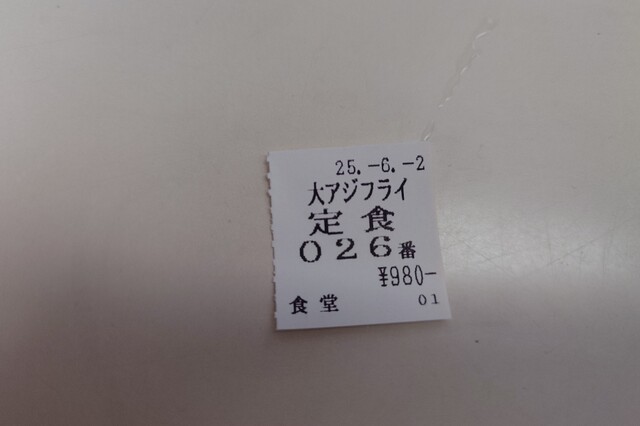 25.-6.-2
大アジフライ
定食
026番
¥980-
食堂 01